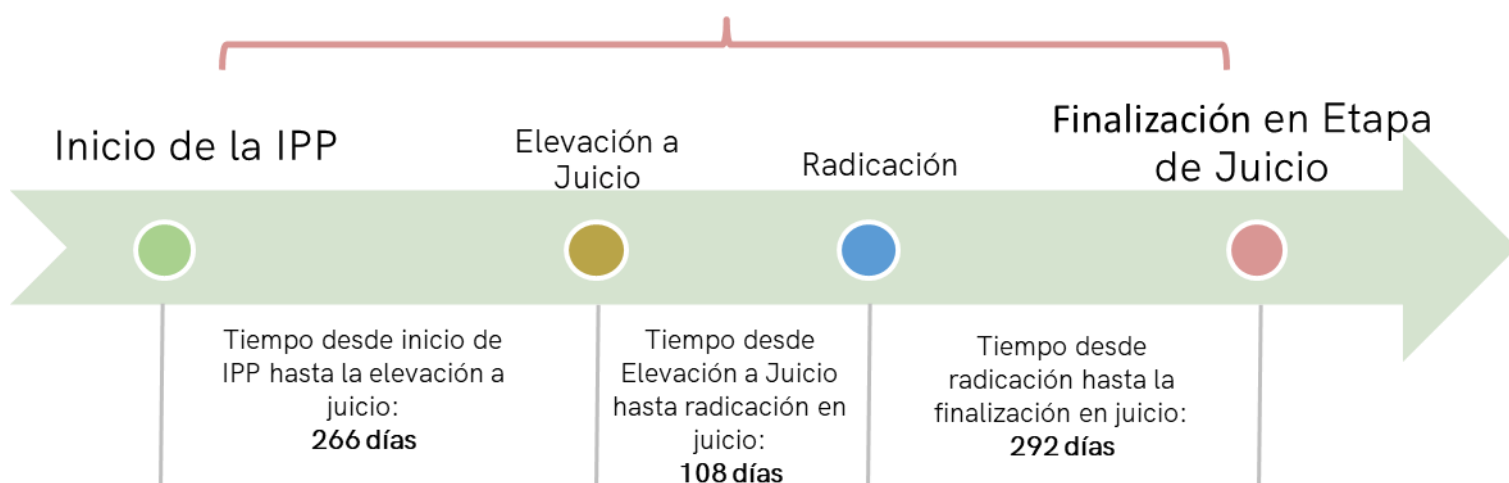 Inicio de la IPP
Elevación a
Juicio
Radicación
Finalización en Etapa
de Juicio
Tiempo desde inicio de
IPP hasta la elevación a
juicio:
266 días
Tiempo desde
Elevación a Juicio
hasta radicación en
juicio:
108 días
Tiempo desde
radicación hasta la
finalización en juicio:
292 días